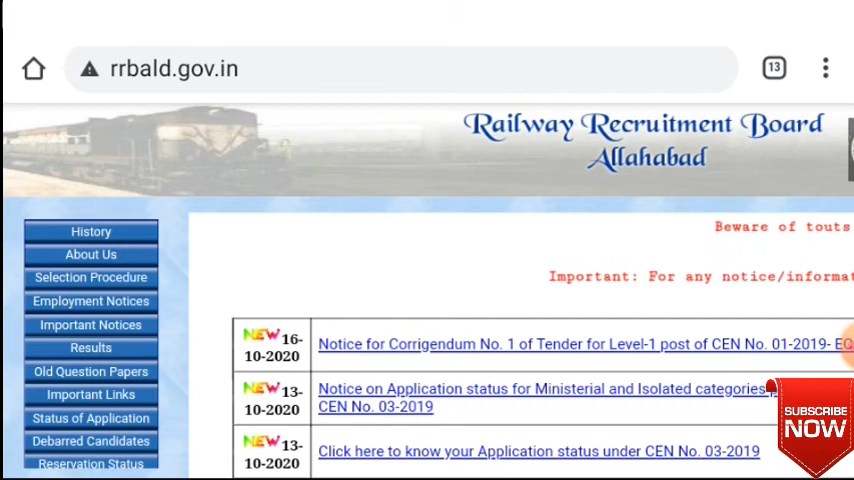 rrbald.gov.in
13
Railway Recruitment Board
Allahabad
History
About Us
Selection Procedure
Employment Notices
Important Notices
Results
Old Question Papers
Important Links
Status of Application
Debarred Candidates
Reservation Status
Beware of touts
Important: For any
NEW 16-
10-2020
Notice for Corrigendum No. 1 of Tender for Level-1 post of CEN No. 01-2019-
NEW 13-
10-2020
Notice on Application status for Ministerial and Isolated categories
CEN No. 03-2019
NEW 13-
10-2020
Click here to know your Application status under CEN No. 03-2019
SUBSCRIBE
NOW